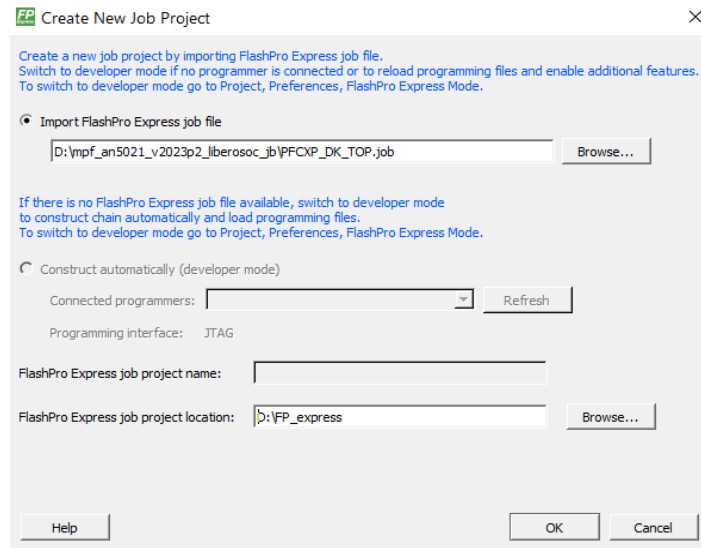 FP Express
Create New Job Project
Create a new job project by importing FlashPro Express job file.
Switch to developer mode if no programmer is connected or to reload programming files and enable additional features.
To switch to developer mode go to Project, Preferences, FlashPro Express Mode.
Import FlashPro Express job file
D:\mpf_an5021_v2023p2_liberosoc_jb\PFCXP_DK_TOP.job
Browse...
If there is no FlashPro Express job file available, switch to developer mode
to construct chain automatically and load programming files.
To switch to developer mode go to Project, Preferences, FlashPro Express Mode.
Construct automatically (developer mode)
Connected programmers:
Refresh
Programming interface: JTAG
FlashPro Express job project name:
FlashPro Express job project location:
D:\FP_express
Browse...
Help
OK
Cancel